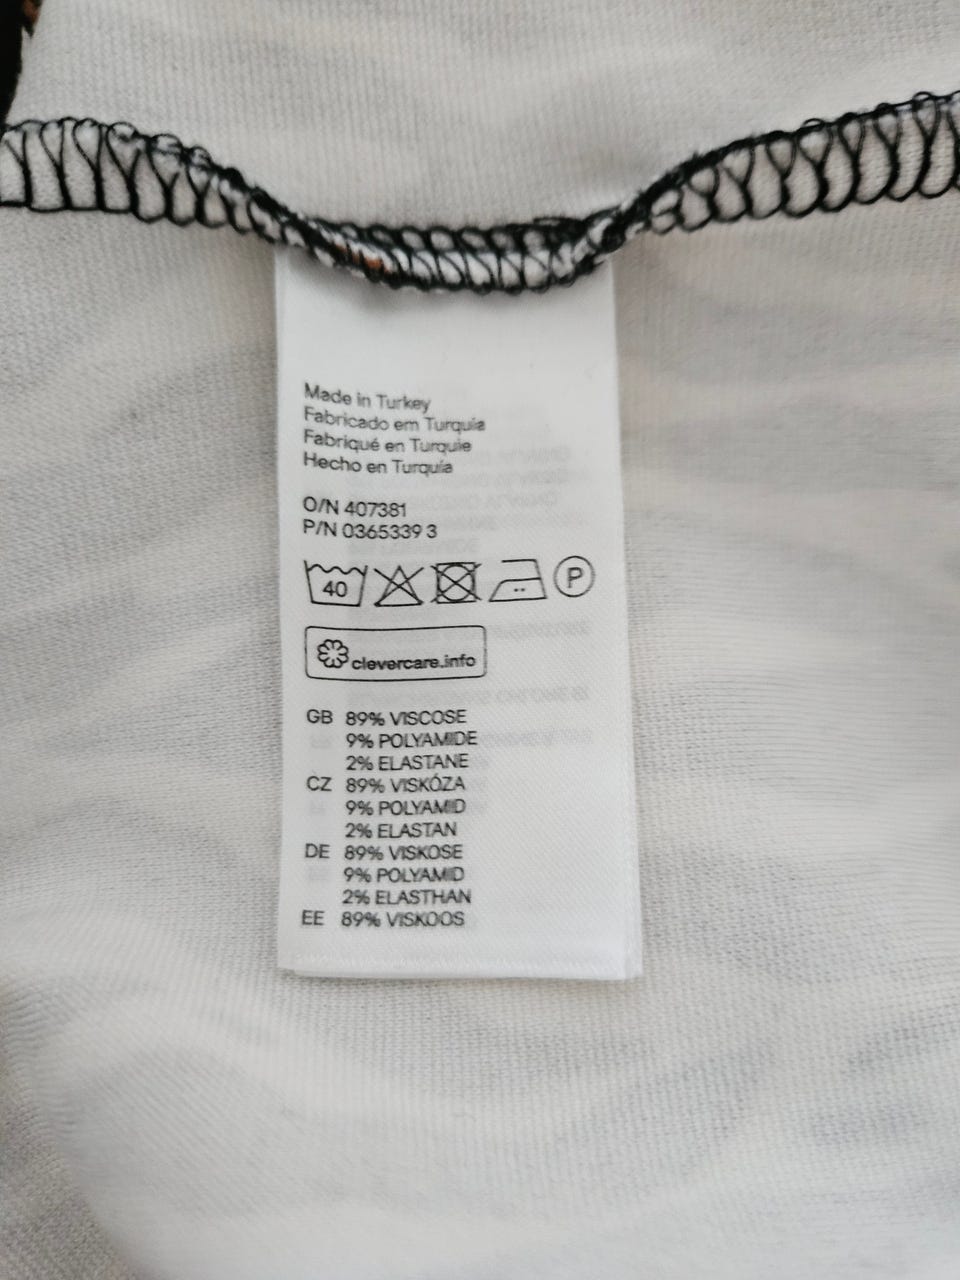 Made in Turkey
Fabricado em Turquía
Fabriqué en Turquie
Hecho en Turquía
O/N 407381
P/N 0365339 3
40 P
clevercare.info
GB 89% VISCOSE
9% POLYAMIDE
2% ELASTANE
CZ 89% VISKÓZA
9% POLYAMID
2% ELASTAN
DE 89% VISKOSE
9% POLYAMID
2% ELASTHAN
EE 89% VISKOOS